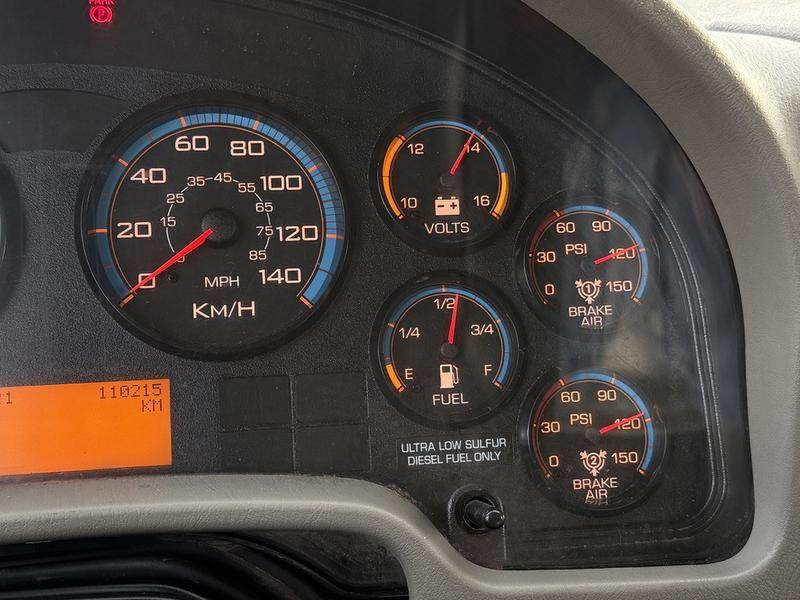 PARK
P
60
80
40
100
20
120
0
140
45
35
55
25
65
15
75
85
MPH
KM/H
12
14
10
16
VOLTS
1/2
1/4
3/4
E
F
FUEL
60
90
PSI
30
120
0
150
1
BRAKE
AIR
60
90
PSI
30
120
0
150
2
BRAKE
AIR
110215
KM
ULTRA LOW SULFUR
DIESEL FUEL ONLY